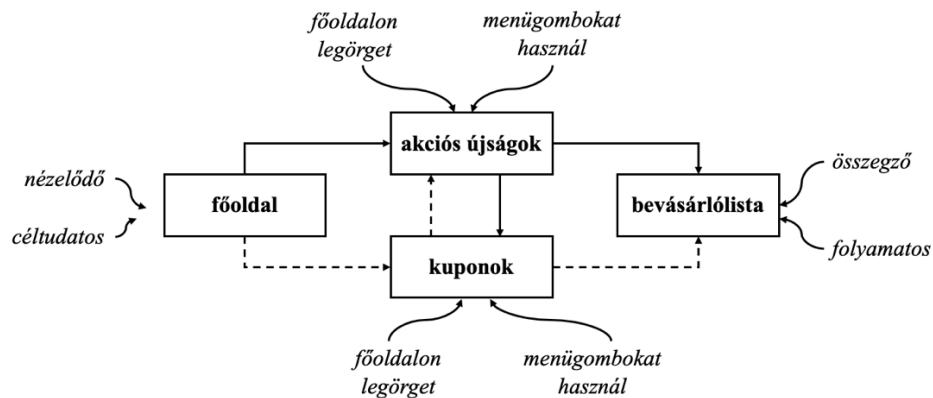 főoldalon
legörget
menügombokat
használ
akciós újságok
nézelődő
céltudatos
főoldal
bevásárlólista
összegző
folyamatos
kuponok
főoldalon
legörget
menügombokat
használ